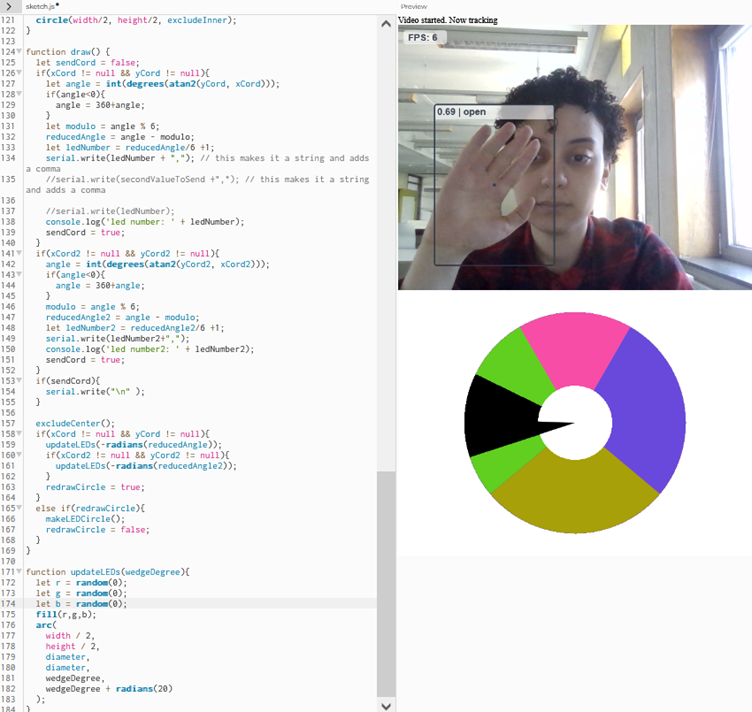 sketch.js•
Preview
121 circle(width/2, height/2, excludeInner);
122 }
123
124 function draw() {
125 let sendCord = false;
126 if(xCord != null && yCord != null){
127 let angle = int(degrees(atan2(yCord, xCord)));
128 if(angle<0){
129 angle = 360+angle;
130 }
131 let modulo = angle % 6;
132 reducedAngle = angle - modulo;
133 let ledNumber = reducedAngle/6 +1;
134 serial.write(ledNumber + ","); // this makes it a string and adds
a comma
135 //serial.write(secondValueToSend +","); // this makes it a string
and adds a comma
136
137 //serial.write(ledNumber);
138 console.log('led number: ' + ledNumber);
139 sendCord = true;
140 }
141 if(xCord2 != null && yCord2 != null){
142 angle = int(degrees(atan2(yCord2, xCord2)));
143 if(angle<0){
144 angle = 360+angle;
145 }
146 modulo = angle % 6;
147 reducedAngle2 = angle - modulo;
148 let ledNumber2 = reducedAngle2/6 +1;
149 serial.write(ledNumber2+",");
150 console.log('led number2: ' + ledNumber2);
151 sendCord = true;
152 }
153 if(sendCord){
154 serial.write("\n" );
155 }
156
157 excludeCenter();
158 if(xCord != null && yCord != null){
159 updateLEDs(-radians(reducedAngle));
160 if(xCord2 != null && yCord2 != null){
161 updateLEDs(-radians(reducedAngle2));
162 }
163 redrawCircle = true;
164 }
165 else if(redrawCircle){
166 makeLEDCircle();
167 redrawCircle = false;
168 }
169 }
170
171 function updateLEDs(wedgeDegree){
172 let r = random(0);
173 let g = random(0);
174 let b = random(0);
175 fill(r,g,b);
176 arc(
177 width / 2,
178 height / 2,
179 diameter,
180 diameter,
181 wedgeDegree,
182 wedgeDegree + radians(20)
183 );
184 }
Video started. Now tracking
FPS: 6
0.69 | open